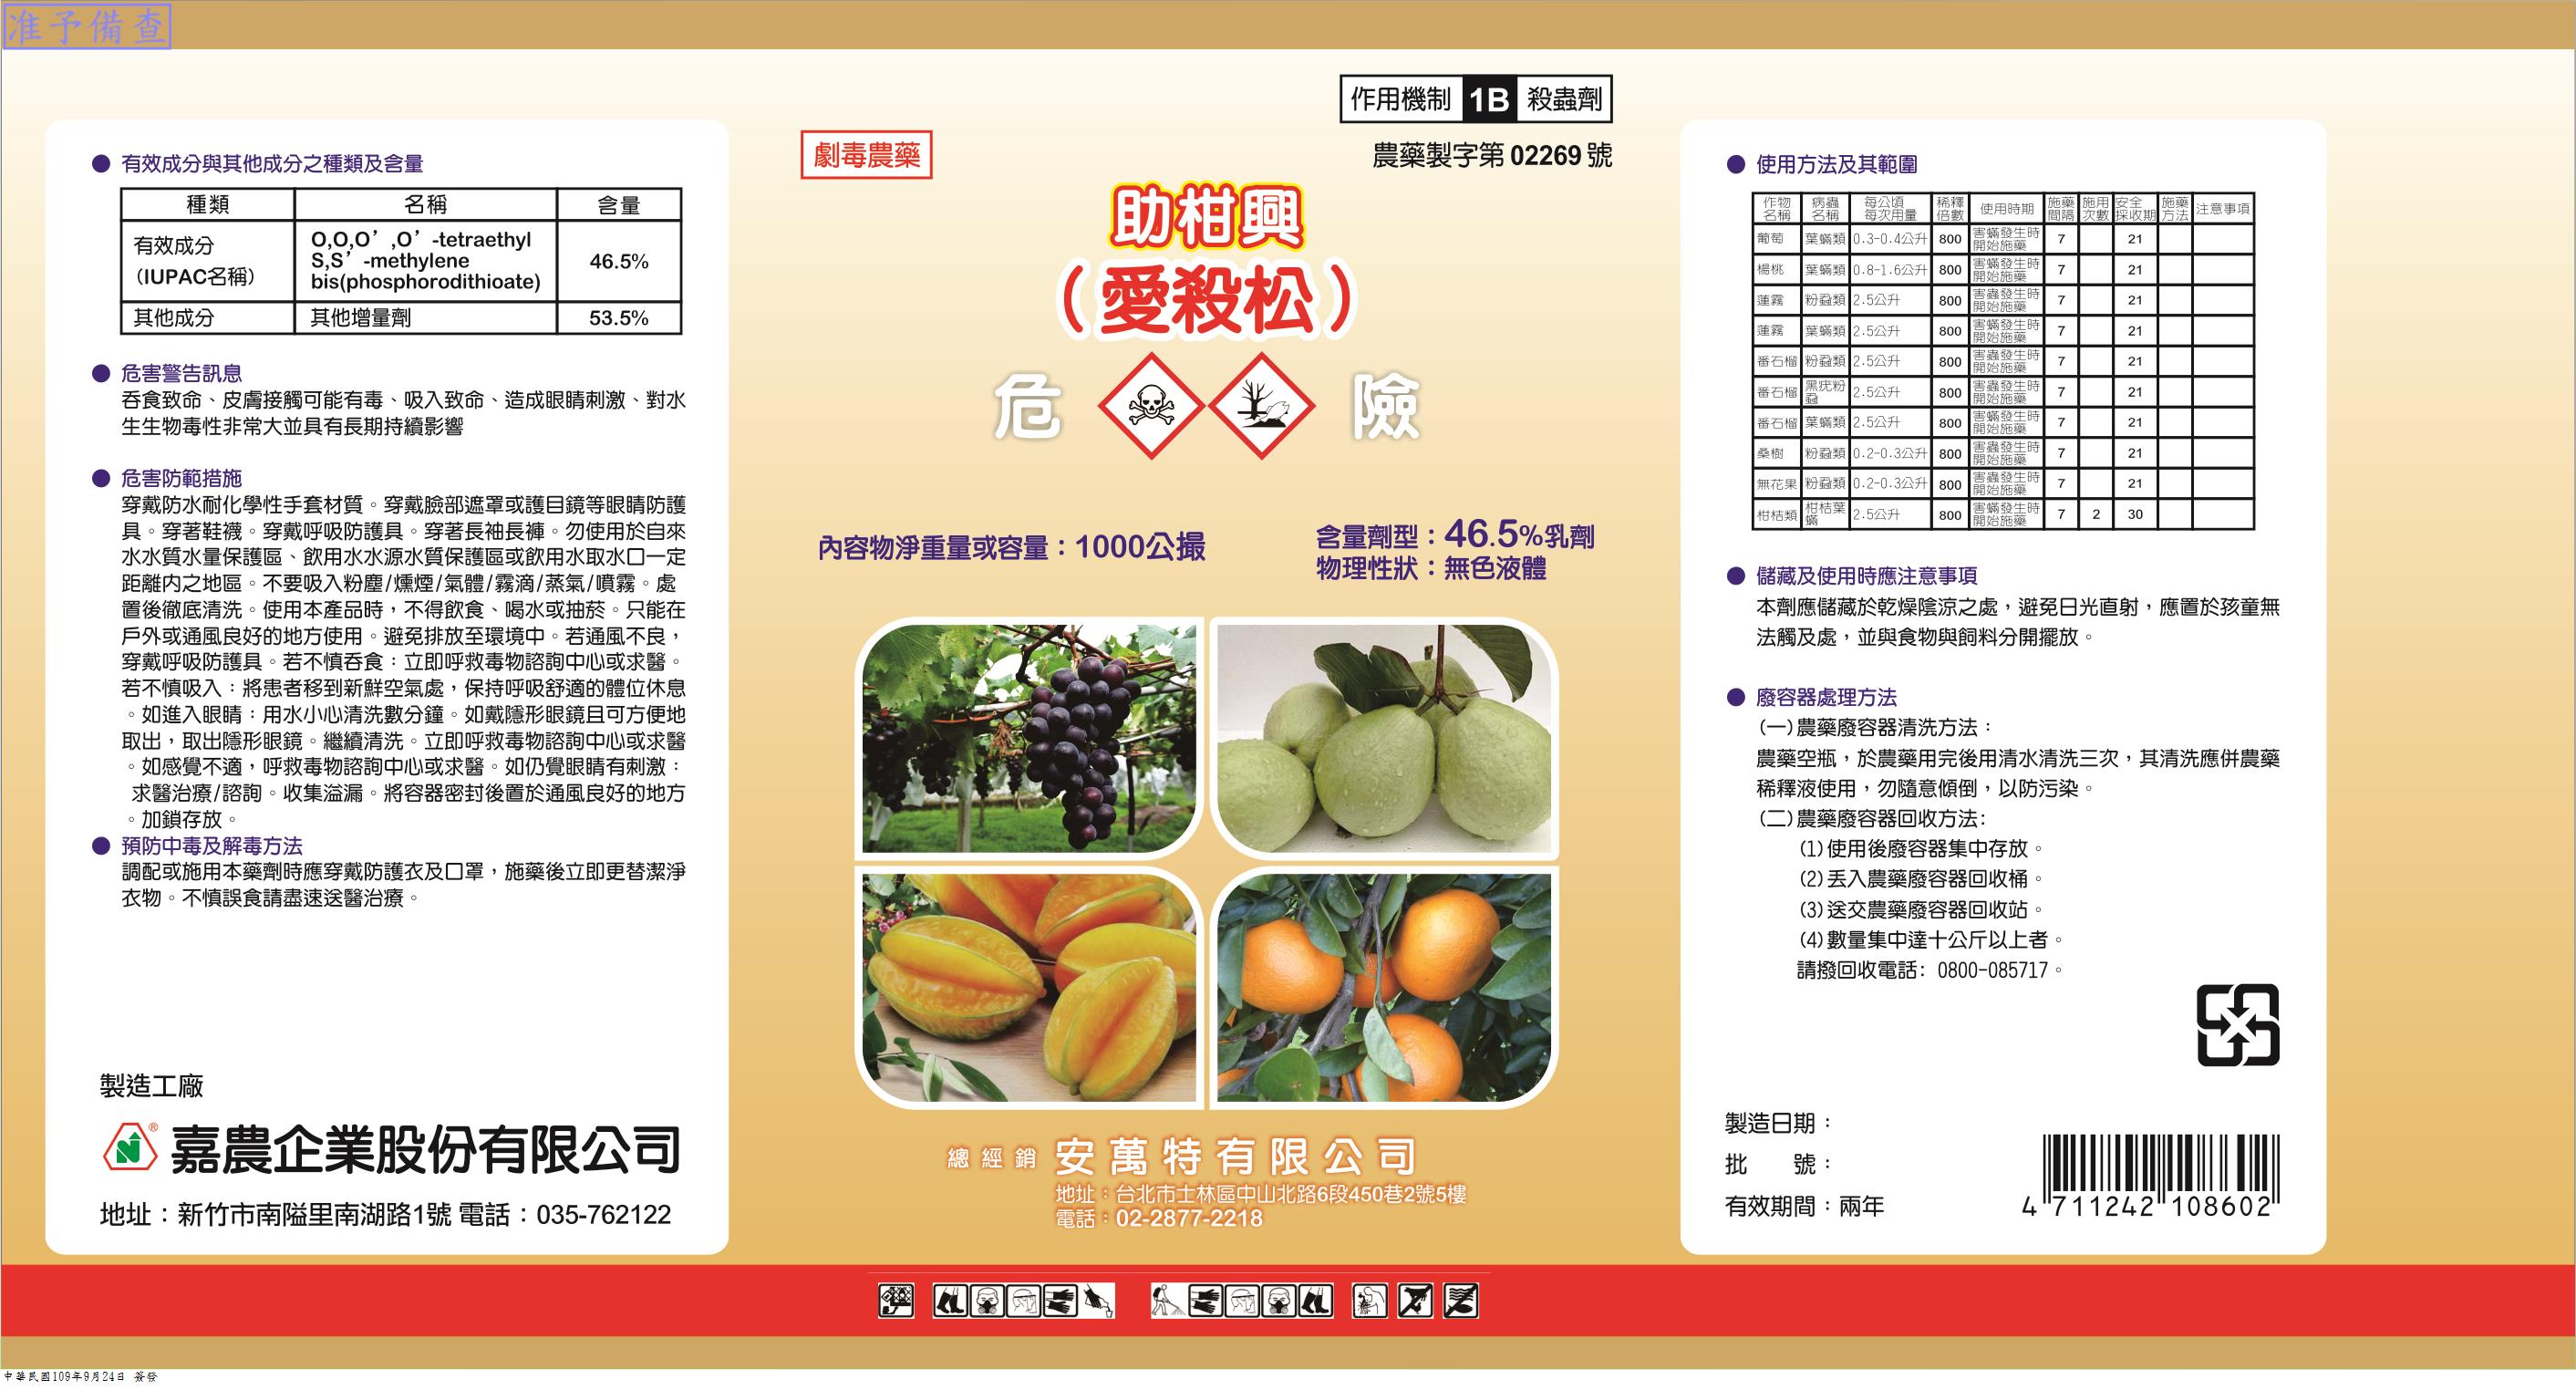 准予備查
● 有效成分與其他成分之種類及含量
種類 名稱 含量
有效成分
(IUPAC名稱)
O,O,O',O'-tetraethyl
S,S'-methylene
bis(phosphorodithioate)
46.5%
其他成分 其他增量劑 53.5%
● 危害警告訊息
吞食致命、皮膚接觸可能有毒、吸入致命、造成眼睛刺激、對水
生生物毒性非常大並具有長期持續影響
● 危害防範措施
穿戴防水耐化學性手套材質。穿戴臉部遮罩或護目鏡等眼睛防護
具。穿著鞋襪。穿戴呼吸防護具。穿著長袖長褲。勿使用於自來
水水質水量保護區、飲用水水源水質保護區或飲用水取水口一定
距離內之地區。不要吸入粉塵/燻煙/氣體/霧滴/蒸氣/噴霧。處
置後徹底清洗。使用本產品時，不得飲食、喝水或抽菸。只能在
戶外或通風良好的地方使用。避免排放至環境中。若通風不良，
穿戴呼吸防護具。若不慎吞食：立即呼救毒物諮詢中心或求醫。
若不慎吸入：將患者移到新鮮空氣處，保持呼吸舒適的體位休息
。如進入眼睛：用水小心清洗數分鐘。如戴隱形眼鏡且可方便地
取出，取出隱形眼鏡。繼續清洗。立即呼救毒物諮詢中心或求醫
。如感覺不適，呼救毒物諮詢中心或求醫。如仍覺眼睛有刺激：
求醫治療/諮詢。收集溢漏。將容器密封後置於通風良好的地方
。加鎖存放。
● 預防中毒及解毒方法
調配或施用本藥劑時應穿戴防護衣及口罩，施藥後立即更替潔淨
衣物。不慎誤食請盡速送醫治療。
製造工廠
® 嘉農企業股份有限公司
地址：新竹市南隘里南湖路1號 電話：035-762122
作用機制 1B 殺蟲劑
劇毒農藥
農藥製字第 02269 號
助柑興
（愛殺松）
危 險
內容物淨重量或容量：1000公撮
含量劑型：46.5%乳劑
物理性狀：無色液體
總經銷 安萬特有限公司
地址：台北市士林區中山北路6段450巷2號5樓
電話：02-2877-2218
● 使用方法及其範圍
作物名稱 病蟲名稱 每公頃每次用量 稀釋倍數 使用時期 施藥間隔 施用次數 安全採收期 施藥方法 注意事項
葡萄 葉蟎類 0.3-0.4公升 800 害蟎發生時開始施藥 7 21
楊桃 葉蟎類 0.8-1.6公升 800 害蟎發生時開始施藥 7 21
蓮霧 粉蝨類 2.5公升 800 害蟲發生時開始施藥 7 21
蓮霧 葉蟎類 2.5公升 800 害蟎發生時開始施藥 7 21
番石榴 粉蝨類 2.5公升 800 害蟲發生時開始施藥 7 21
番石榴 黑疣粉蝨 2.5公升 800 害蟲發生時開始施藥 7 21
番石榴 葉蟎類 2.5公升 800 害蟎發生時開始施藥 7 21
桑樹 粉蝨類 0.2-0.3公升 800 害蟲發生時開始施藥 7 21
無花果 粉蝨類 0.2-0.3公升 800 害蟲發生時開始施藥 7 21
柑桔類 柑桔葉蟎 2.5公升 800 害蟎發生時開始施藥 7 2 30
● 儲藏及使用時應注意事項
本劑應儲藏於乾燥陰涼之處，避免日光直射，應置於孩童無
法觸及處，並與食物與飼料分開擺放。
● 廢容器處理方法
(一)農藥廢容器清洗方法：
農藥空瓶，於農藥用完後用清水清洗三次，其清洗應併農藥
稀釋液使用，勿隨意傾倒，以防污染。
(二)農藥廢容器回收方法：
(1)使用後廢容器集中存放。
(2)丟入農藥廢容器回收桶。
(3)送交農藥廢容器回收站。
(4)數量集中達十公斤以上者。
請撥回收電話：0800-085717。
製造日期：
批　　號：
有效期間：兩年
4 711242 108602
中華民國109年9月24日 簽發